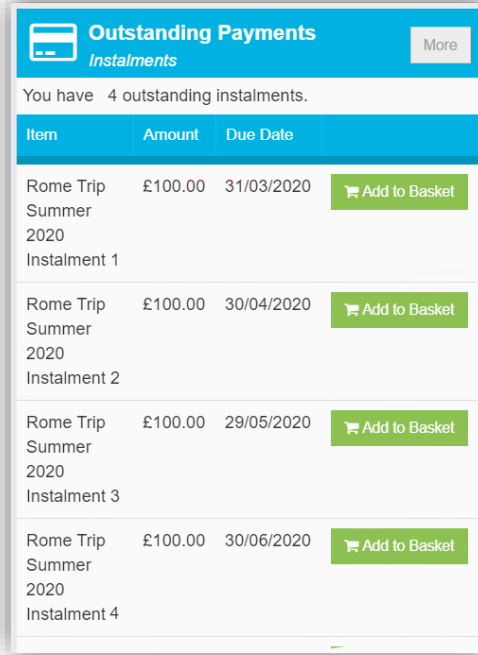 Outstanding Payments
Instalments
More
You have 4 outstanding instalments.
Item Amount Due Date
Rome Trip £100.00 31/03/2020 Add to Basket
Summer
2020
Instalment 1
Rome Trip £100.00 30/04/2020 Add to Basket
Summer
2020
Instalment 2
Rome Trip £100.00 29/05/2020 Add to Basket
Summer
2020
Instalment 3
Rome Trip £100.00 30/06/2020 Add to Basket
Summer
2020
Instalment 4